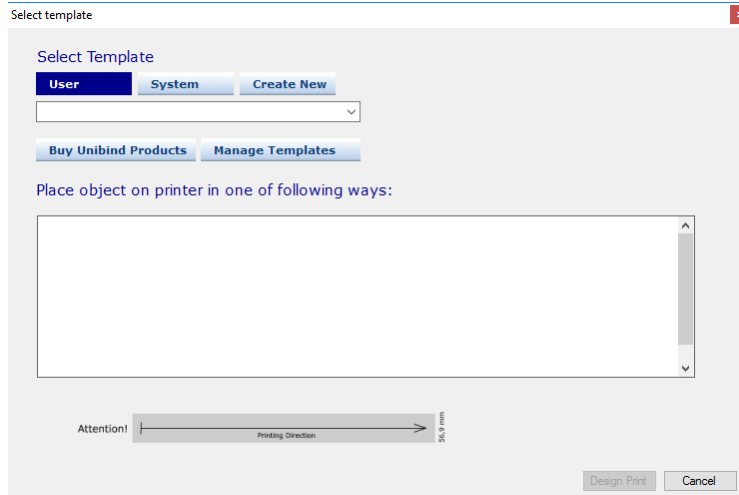 Select template
Select Template
User System Create New
Buy Unibind Products Manage Templates
Place object on printer in one of following ways:
Attention! Printing Direction 56,9 mm
Design Print Cancel